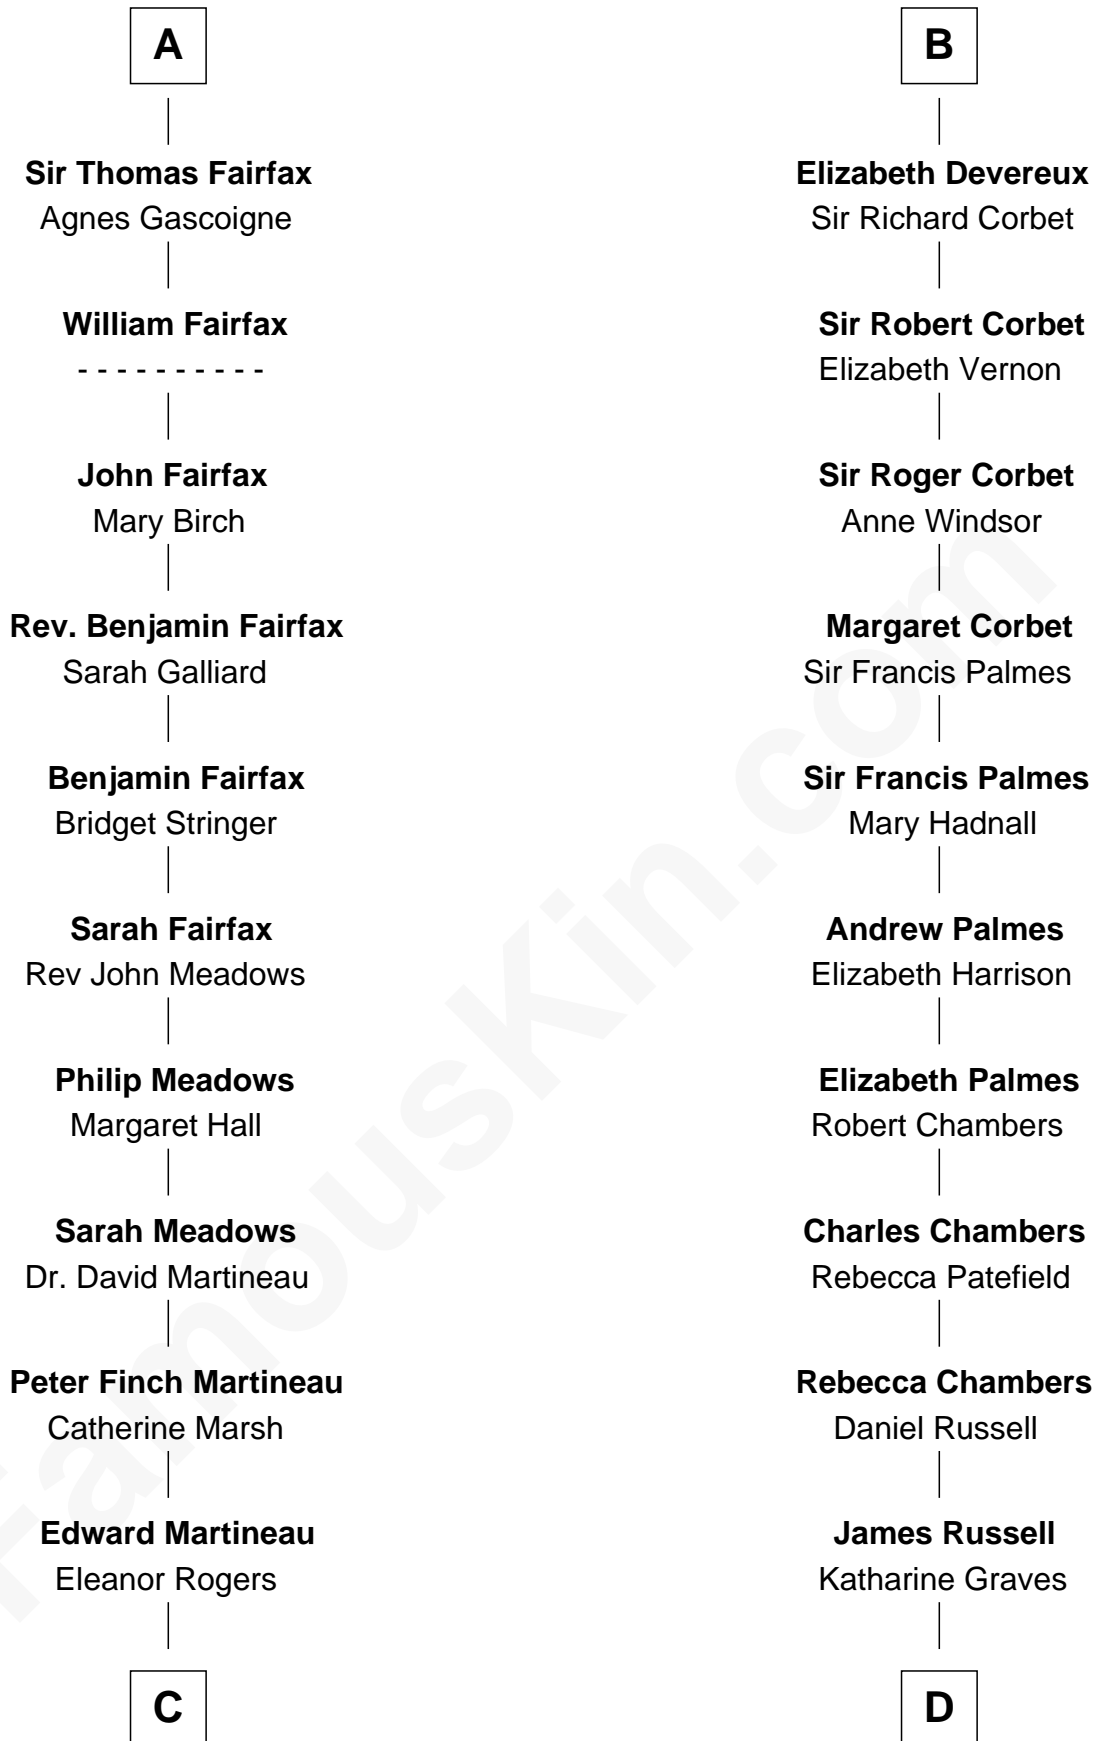 A
Sir Thomas Fairfax
Agnes Gascoigne
William Fairfax
- - - - - - - - - -
John Fairfax
Mary Birch
Rev. Benjamin Fairfax
Sarah Galliard
Benjamin Fairfax
Bridget Stringer
Sarah Fairfax
Rev John Meadows
Philip Meadows
Margaret Hall
Sarah Meadows
Dr. David Martineau
Peter Finch Martineau
Catherine Marsh
Edward Martineau
Eleanor Rogers
C
B
Elizabeth Devereux
Sir Richard Corbet
Sir Robert Corbet
Elizabeth Vernon
Sir Roger Corbet
Anne Windsor
Margaret Corbet
Sir Francis Palmes
Sir Francis Palmes
Mary Hadnall
Andrew Palmes
Elizabeth Harrison
Elizabeth Palmes
Robert Chambers
Charles Chambers
Rebecca Patefield
Rebecca Chambers
Daniel Russell
James Russell
Katharine Graves
D
FamousKin.com